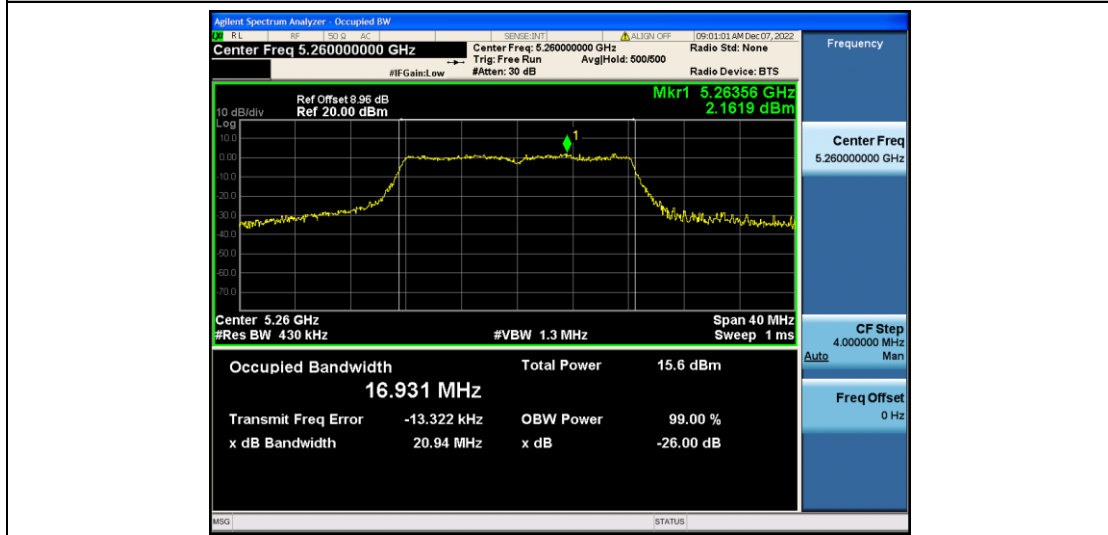 Agilent Spectrum Analyzer - Occupied BW
RL RF 50 Ω AC SENSE:INT ALIGN OFF 09:01:01 AM Dec 07, 2022
Center Freq 5.260000000 GHz
Center Freq: 5.260000000 GHz Radio Std: None
Trig: Free Run Avg|Hold: 500/500
#IFGain:Low #Atten: 30 dB Radio Device: BTS
Frequency
Mkr1 5.26356 GHz
2.1619 dBm
Ref Offset 8.96 dB
10 dB/div Ref 20.00 dBm
Log
10.0
0.00
-10.0
-20.0
-30.0
-40.0
-50.0
-60.0
-70.0
1
Center 5.26 GHz Span 40 MHz
#Res BW 430 kHz #VBW 1.3 MHz Sweep 1 ms
Occupied Bandwidth Total Power 15.6 dBm
16.931 MHz
Transmit Freq Error -13.322 kHz OBW Power 99.00 %
x dB Bandwidth 20.94 MHz x dB -26.00 dB
Center Freq
5.260000000 GHz
CF Step
4.000000 MHz
Auto Man
Freq Offset
0 Hz
MSG STATUS